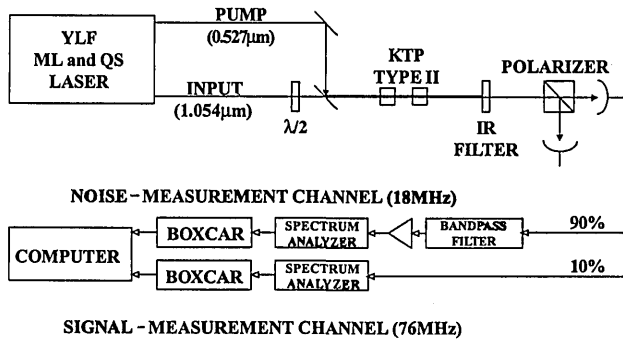 YLF
ML and QS
LASER
PUMP
(0.527μm)
INPUT
(1.054μm)
λ/2
KTP
TYPE II
IR
FILTER
POLARIZER
NOISE – MEASUREMENT CHANNEL (18MHz)
COMPUTER
BOXCAR
SPECTRUM
ANALYZER
BANDPASS
FILTER
90%
BOXCAR
SPECTRUM
ANALYZER
10%
SIGNAL – MEASUREMENT CHANNEL (76MHz)